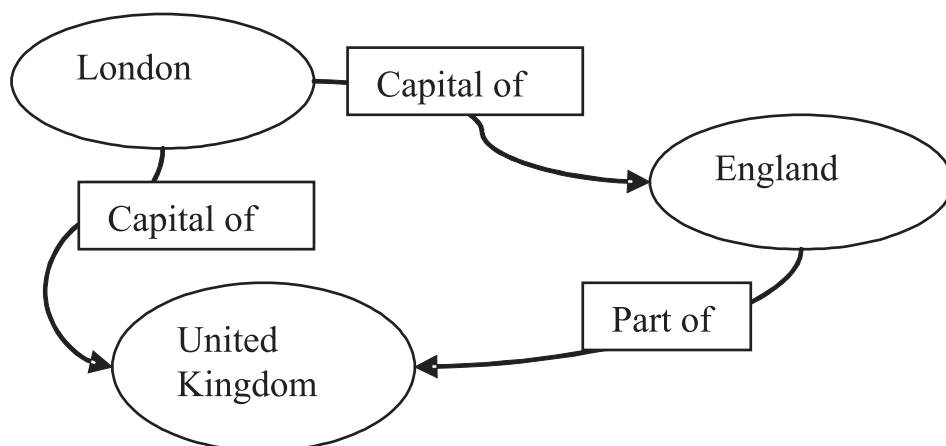 London
Capital of
England
Capital of
Part of
United
Kingdom